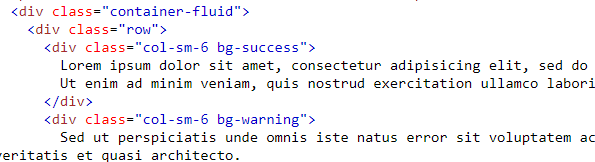 <div class="container-fluid">
<div class="row">
<div class="col-sm-6 bg-success">
Lorem ipsum dolor sit amet, consectetur adipisicing elit, sed do
Ut enim ad minim veniam, quis nostrud exercitation ullamco labori
</div>
<div class="col-sm-6 bg-warning">
Sed ut perspiciatis unde omnis iste natus error sit voluptatem ac
veritatis et quasi architecto.